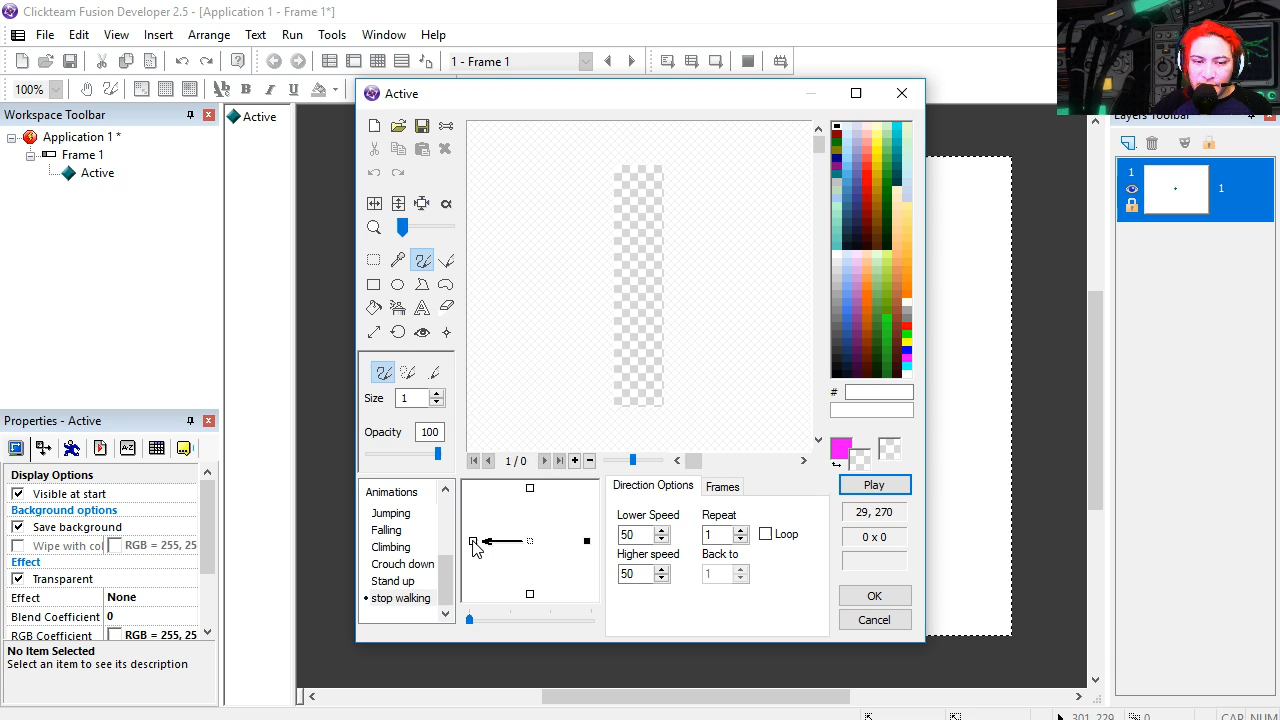 Clickteam Fusion Developer 2.5 - [Application 1 - Frame 1*]
File Edit View Insert Arrange Text Run Tools Window Help
1 - Frame 1
100%
B I U
Workspace Toolbar
Application 1 *
Frame 1
Active
Active
Active
Layers Toolbar
1
1
Size 1
Opacity 100
1 / 0
#
Play
29, 270
0 x 0
OK
Cancel
Animations
Jumping
Falling
Climbing
Crouch down
Stand up
stop walking
Direction Options Frames
Lower Speed Repeat
50 1 Loop
Higher speed Back to
50 1
Properties - Active
Display Options
Visible at start
Background options
Save background
Wipe with col RGB = 255, 25
Effect
Transparent
Effect None
Blend Coefficient 0
RGB Coefficient RGB = 255, 25
No Item Selected
Select an item to see its description
301, 229 0 CAP NUM